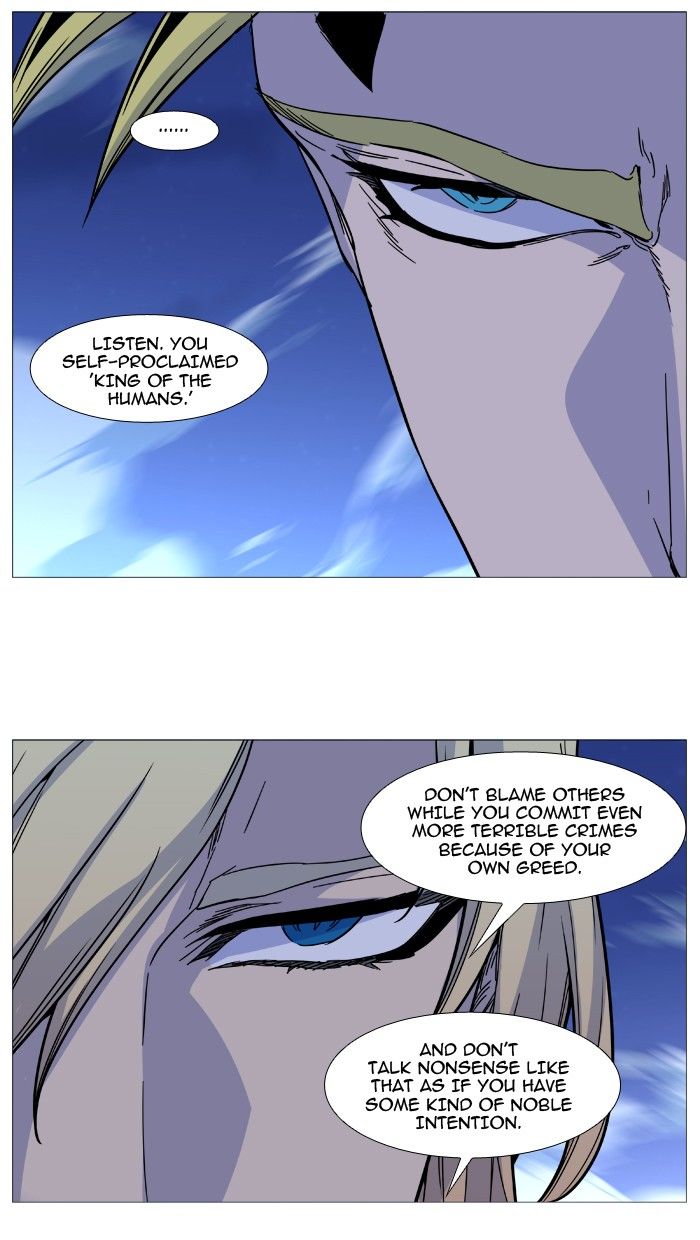 ......
LISTEN. YOU
SELF-PROCLAIMED
'KING OF THE
HUMANS.'
DON'T BLAME OTHERS
WHILE YOU COMMIT EVEN
MORE TERRIBLE CRIMES
BECAUSE OF YOUR
OWN GREED.
AND DON'T
TALK NONSENSE LIKE
THAT AS IF YOU HAVE
SOME KIND OF NOBLE
INTENTION.